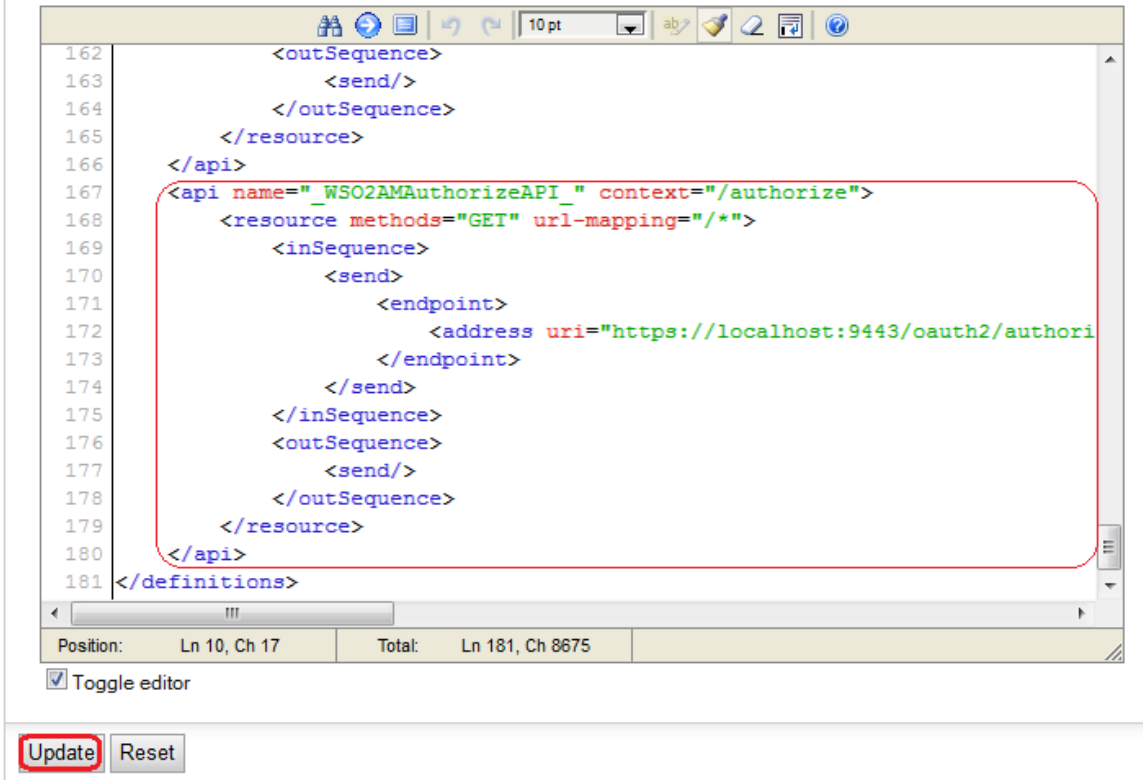 10 pt
162 <outSequence>
163 <send/>
164 </outSequence>
165 </resource>
166 </api>
167 <api name="_WSO2AMAuthorizeAPI_" context="/authorize">
168 <resource methods="GET" url-mapping="/*">
169 <inSequence>
170 <send>
171 <endpoint>
172 <address uri="https://localhost:9443/oauth2/authori
173 </endpoint>
174 </send>
175 </inSequence>
176 <outSequence>
177 <send/>
178 </outSequence>
179 </resource>
180 </api>
181 </definitions>
Position: Ln 10, Ch 17 Total: Ln 181, Ch 8675
Toggle editor
Update Reset